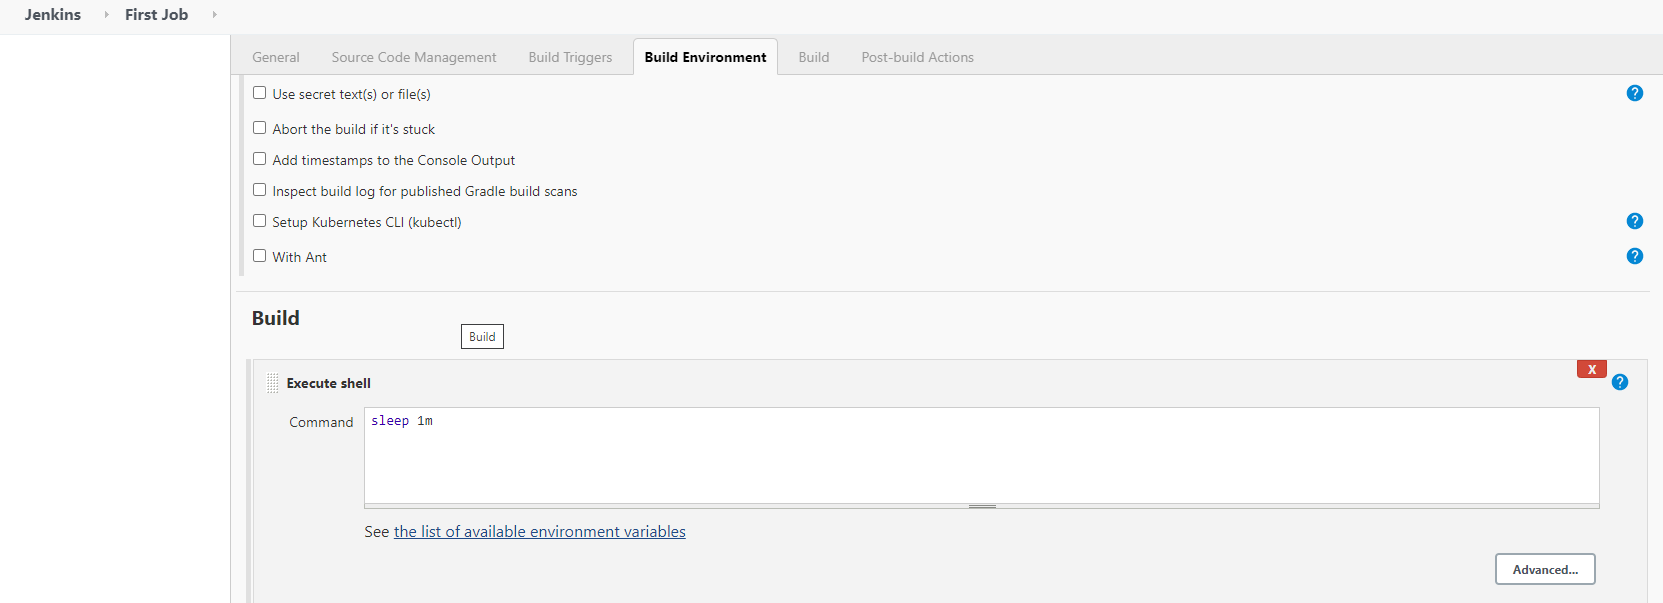 Jenkins First Job
General Source Code Management Build Triggers Build Environment Build Post-build Actions
Use secret text(s) or file(s) ?
Abort the build if it's stuck
Add timestamps to the Console Output
Inspect build log for published Gradle build scans
Setup Kubernetes CLI (kubectl) ?
With Ant ?
Build
Build
X
Execute shell ?
Command sleep 1m
See the list of available environment variables
Advanced...